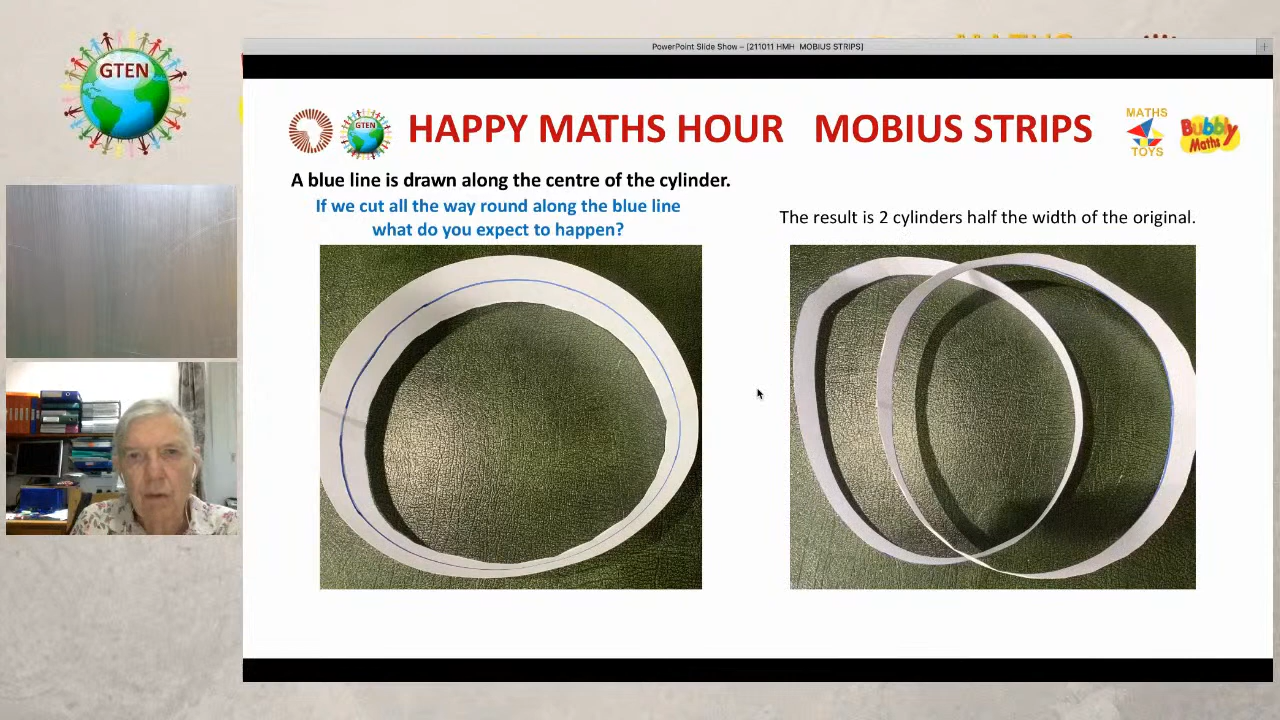 GTEN
PowerPoint Slide Show – [211011 HMH MOBIUS STRIPS]
GTEN
HAPPY MATHS HOUR MOBIUS STRIPS
MATHS
TOYS
Bubbly
Maths
A blue line is drawn along the centre of the cylinder.
If we cut all the way round along the blue line
what do you expect to happen?
The result is 2 cylinders half the width of the original.